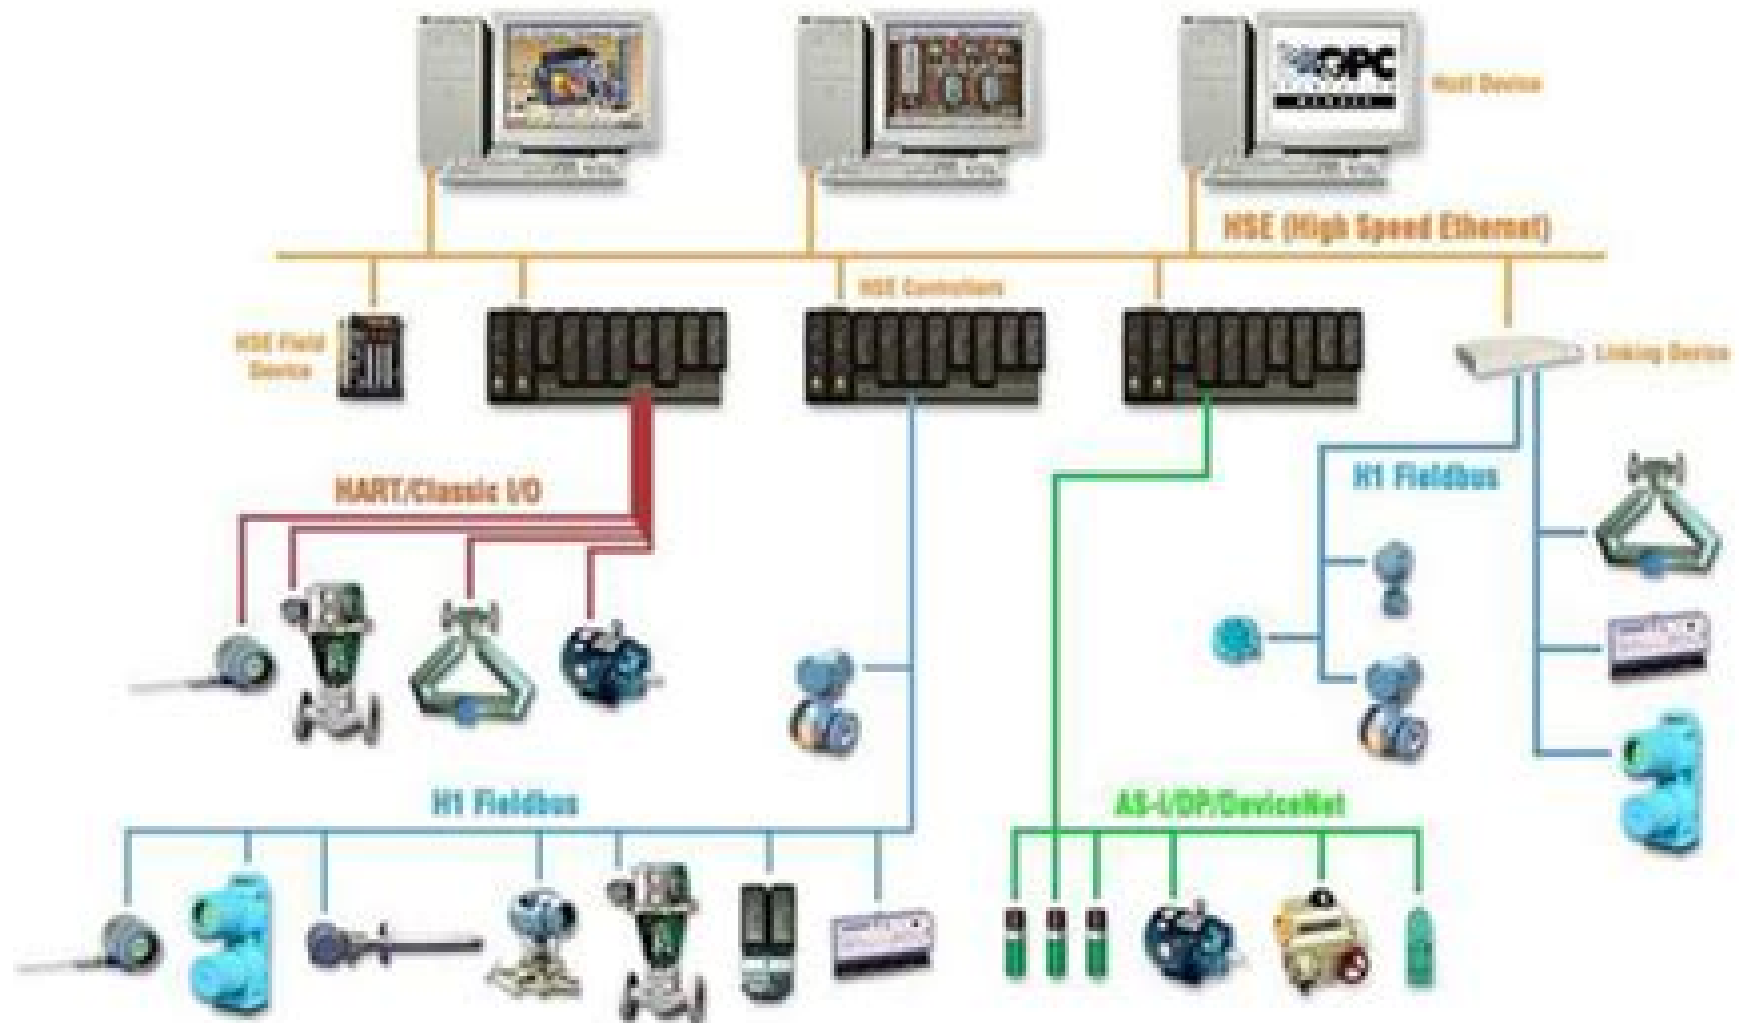 OPC
Host Device
HSE (High Speed Ethernet)
HSE Controllers
HSE Field
Device
Linking Device
HART/Classic I/O
H1 Fieldbus
H1 Fieldbus
AS-I/DP/DeviceNet